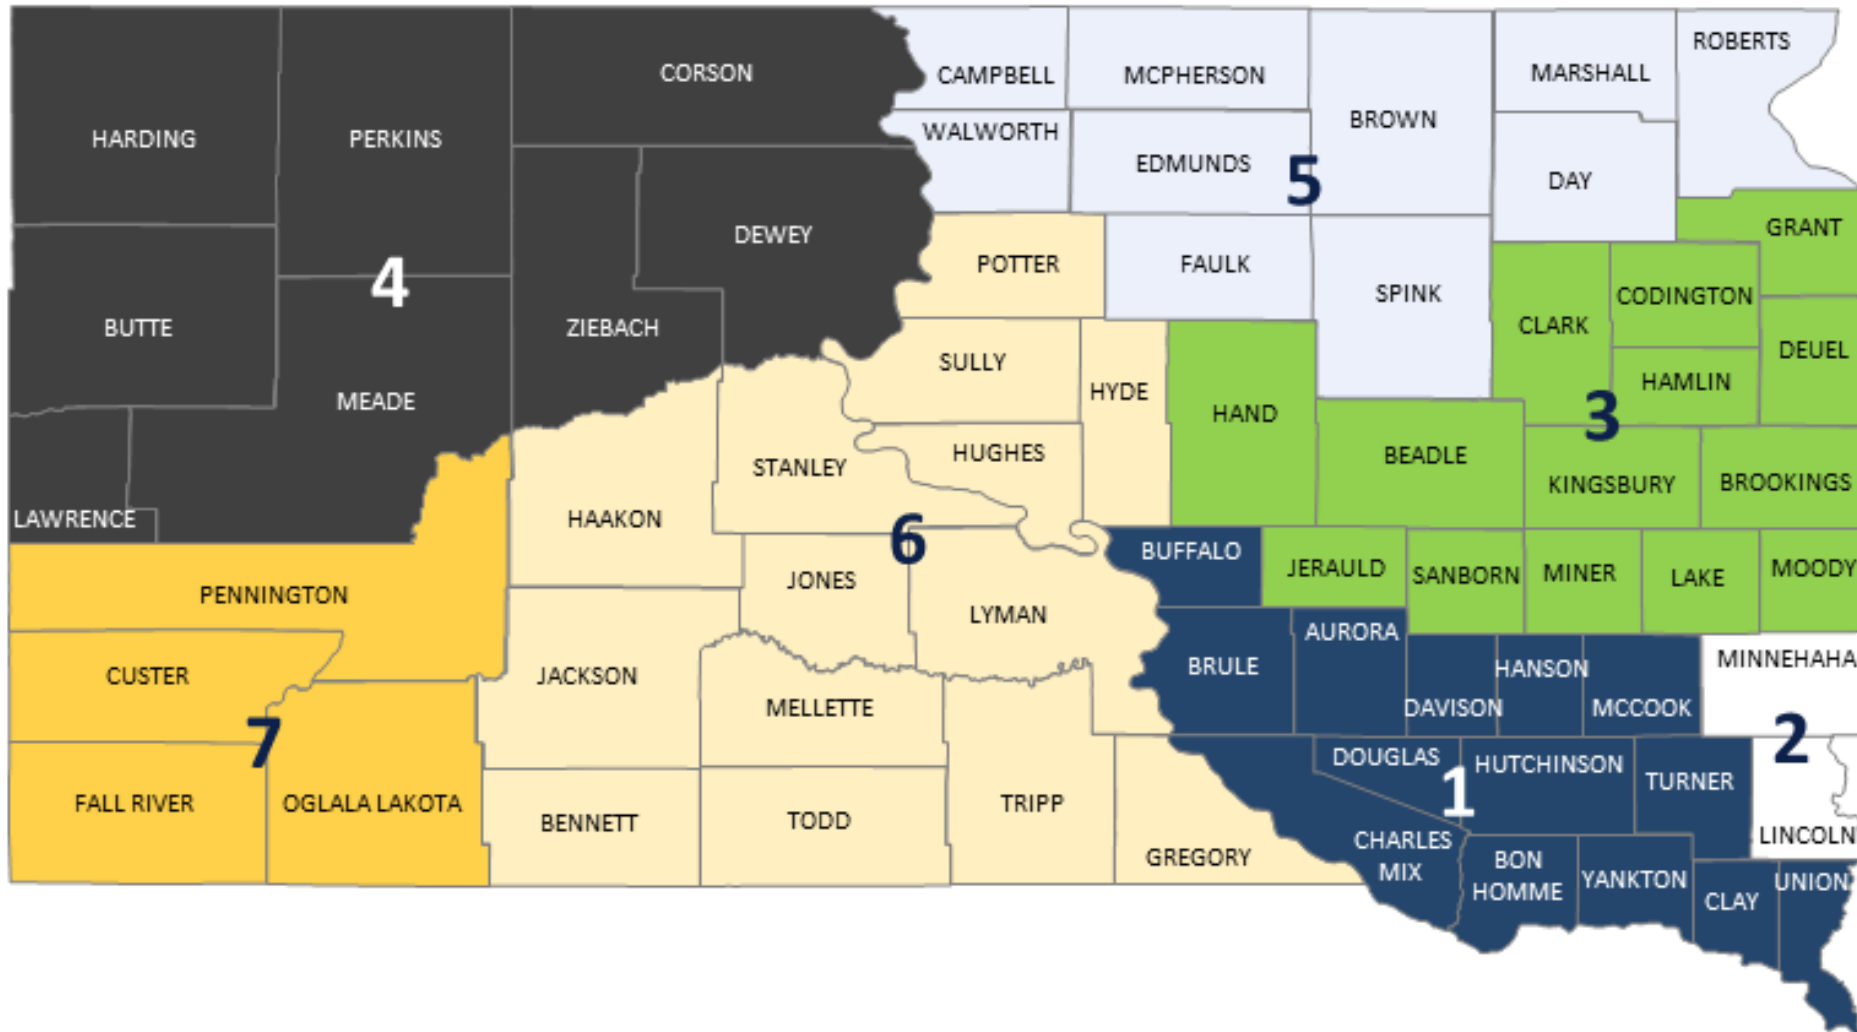 ROBERTS
CORSON
CAMPBELL
MCPHERSON
MARSHALL
HARDING
PERKINS
WALWORTH
BROWN
EDMUNDS
5
DAY
DEWEY
GRANT
POTTER
FAULK
4
SPINK
CODINGTON
BUTTE
ZIEBACH
CLARK
DEUEL
SULLY
HYDE
HAMLIN
MEADE
HAND
3
STANLEY
HUGHES
BEADLE
KINGSBURY
BROOKINGS
LAWRENCE
HAAKON
6
BUFFALO
PENNINGTON
JONES
JERAULD
SANBORN
MINER
LAKE
MOODY
LYMAN
AURORA
CUSTER
JACKSON
BRULE
HANSON
MINNEHAHA
MELLETTE
DAVISON
MCCOOK
7
2
DOUGLAS
HUTCHINSON
1
TURNER
FALL RIVER
OGLALA LAKOTA
BENNETT
TODD
TRIPP
GREGORY
CHARLES
MIX
LINCOLN
BON
HOMME
YANKTON
CLAY
UNION